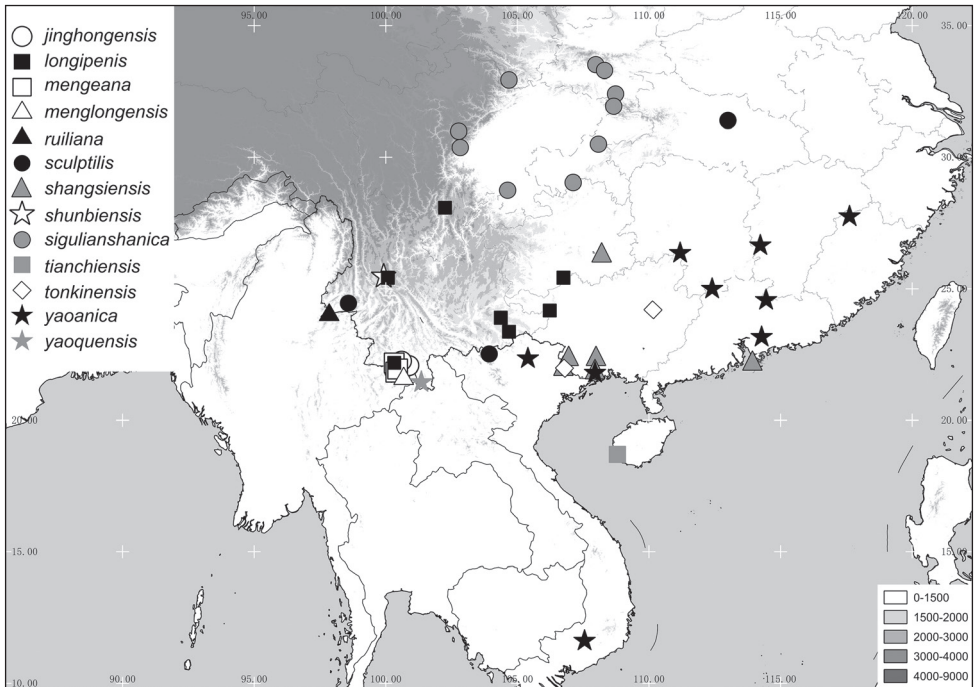 95.00
100.00
105.00
110.00
115.00
120.00
35.00
jinghongensis
longipenis
mengeana
menglongensis
ruiliana
sculptilis
shangsiensis
shunbiensis
sigulianshanica
tianchiensis
tonkinensis
yaoanica
yaoquensis
30.00
25.00
20.00
20.00
15.00
15.00
0-1500
1500-2000
2000-3000
3000-4000
4000-9000
10.00
90.00
95.00
100.00
105.00
110.00
115.00